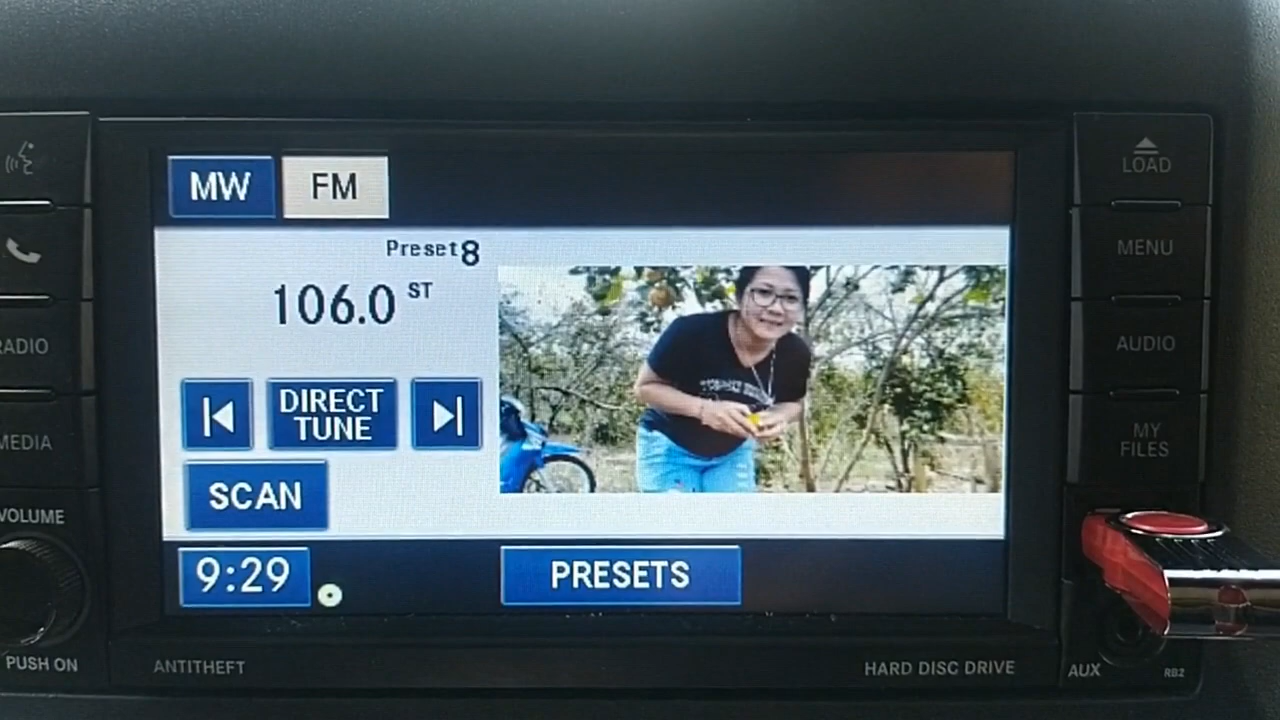 MW
FM
Preset 8
106.0 ST
DIRECT
TUNE
SCAN
9:29
PRESETS
RADIO
MEDIA
VOLUME
PUSH ON
ANTITHEFT
HARD DISC DRIVE
LOAD
MENU
AUDIO
MY
FILES
AUX
RB2